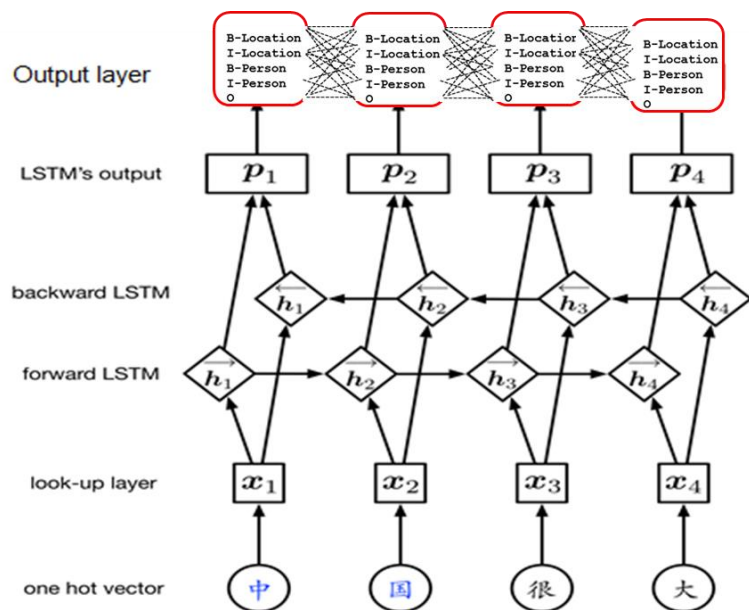 Output layer
B-Location B-Location B-Location B-Location
I-Location I-Location I-Location I-Location
B-Person B-Person B-Person B-Person
I-Person I-Person I-Person I-Person
O O O O
LSTM's output p₁ p₂ p₃ p₄
backward LSTM h₁ h₂ h₃ h₄
forward LSTM h₁ h₂ h₃ h₄
look-up layer x₁ x₂ x₃ x₄
one hot vector 中 国 很 大